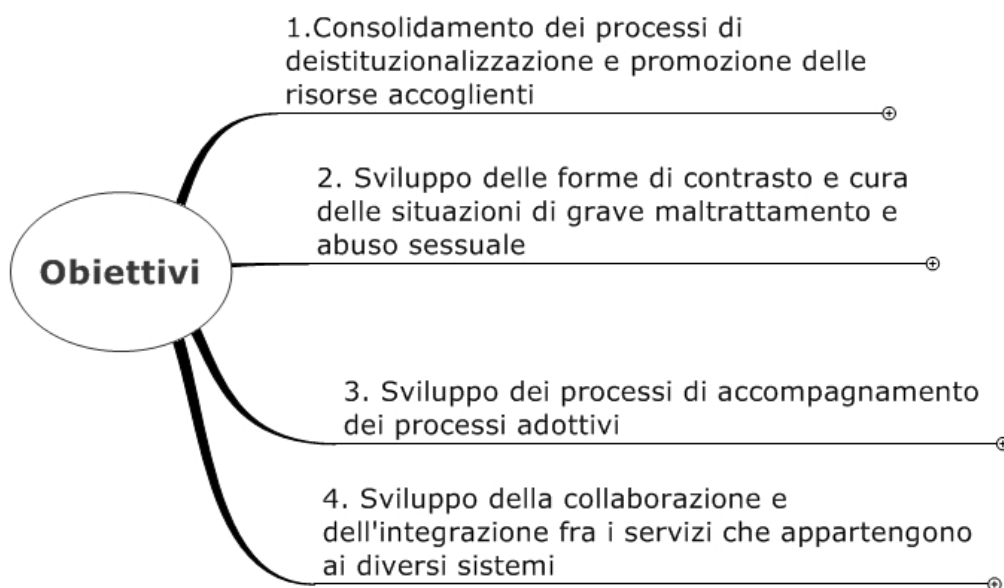 1.Consolidamento dei processi di
deistituzionalizzazione e promozione delle
risorse accoglienti
2. Sviluppo delle forme di contrasto e cura
delle situazioni di grave maltrattamento e
abuso sessuale
Obiettivi
3. Sviluppo dei processi di accompagnamento
dei processi adottivi
4. Sviluppo della collaborazione e
dell'integrazione fra i servizi che appartengono
ai diversi sistemi